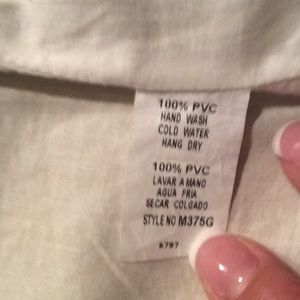 100% PVC
HAND WASH
COLD WATER
HANG DRY
100% PVC
LAVAR A MANO
AGUA FRIA
SECAR COLGADO
STYLE NO M375G
6797